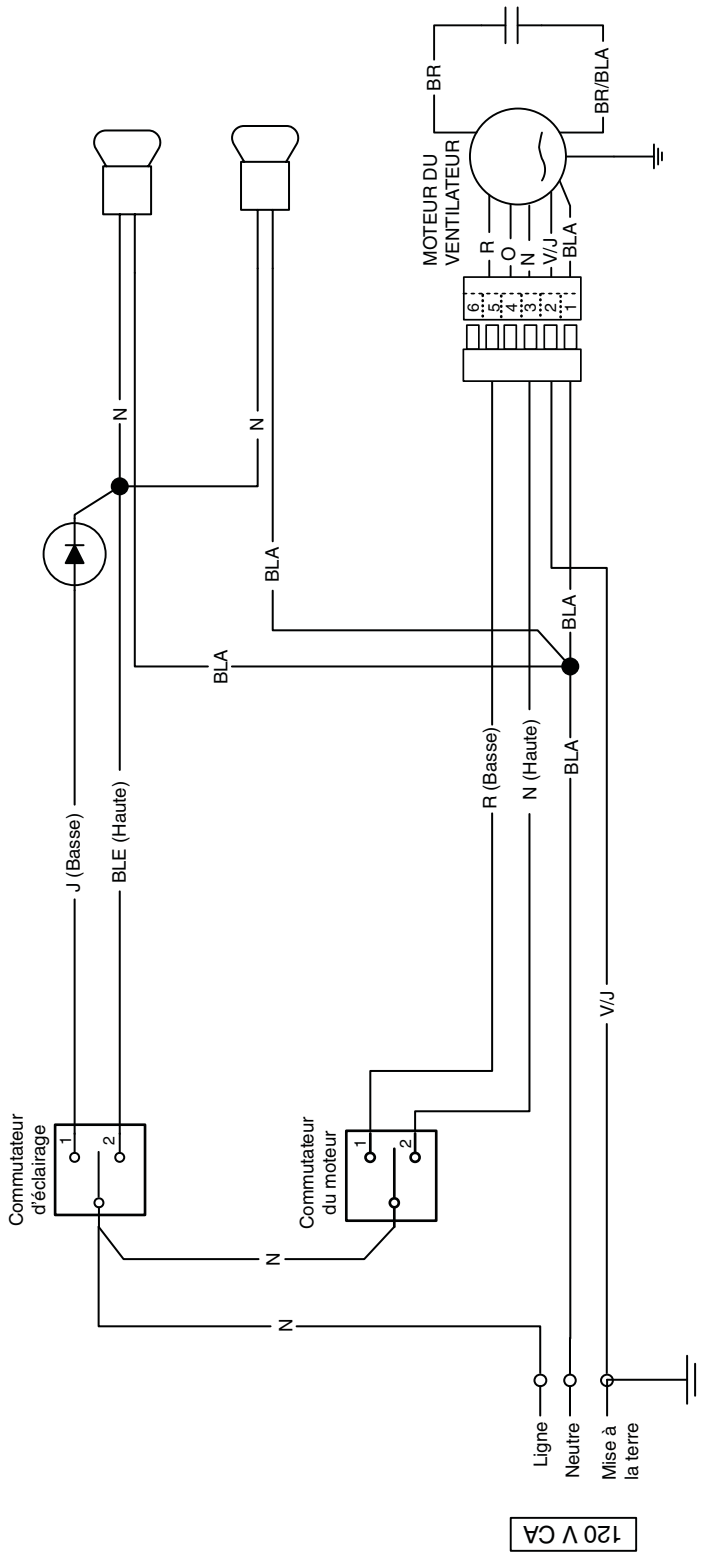 Commutateur
d'éclairage
1
2
J (Basse)
BLE (Haute)
N
BLA
N
BLA
N
N
Commutateur
du moteur
1
2
R (Basse)
N (Haute)
BLA
BLA
V/J
Ligne
Neutre
Mise à
la terre
120 V CA
MOTEUR DU
VENTILATEUR
BR
BR/BLA
R
O
N
V/J
BLA
6
5
4
3
2
1